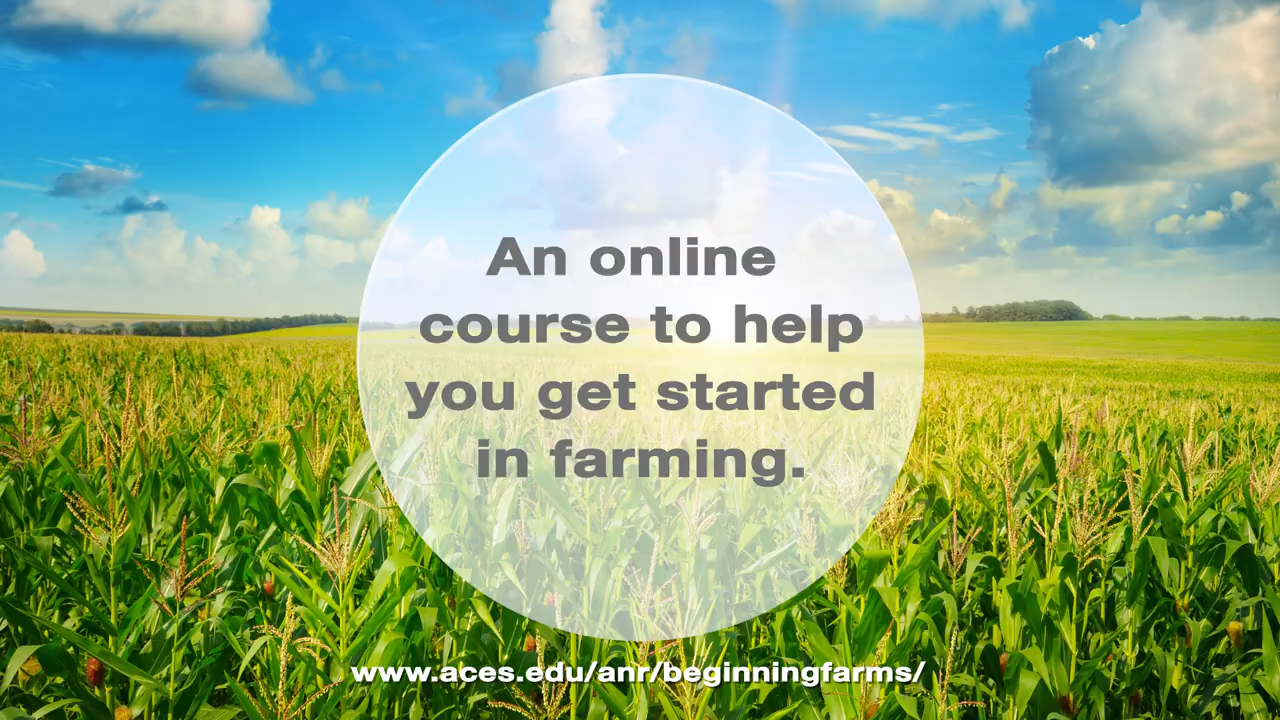 An online
course to help
you get started
in farming.
www.aces.edu/anr/beginningfarms/